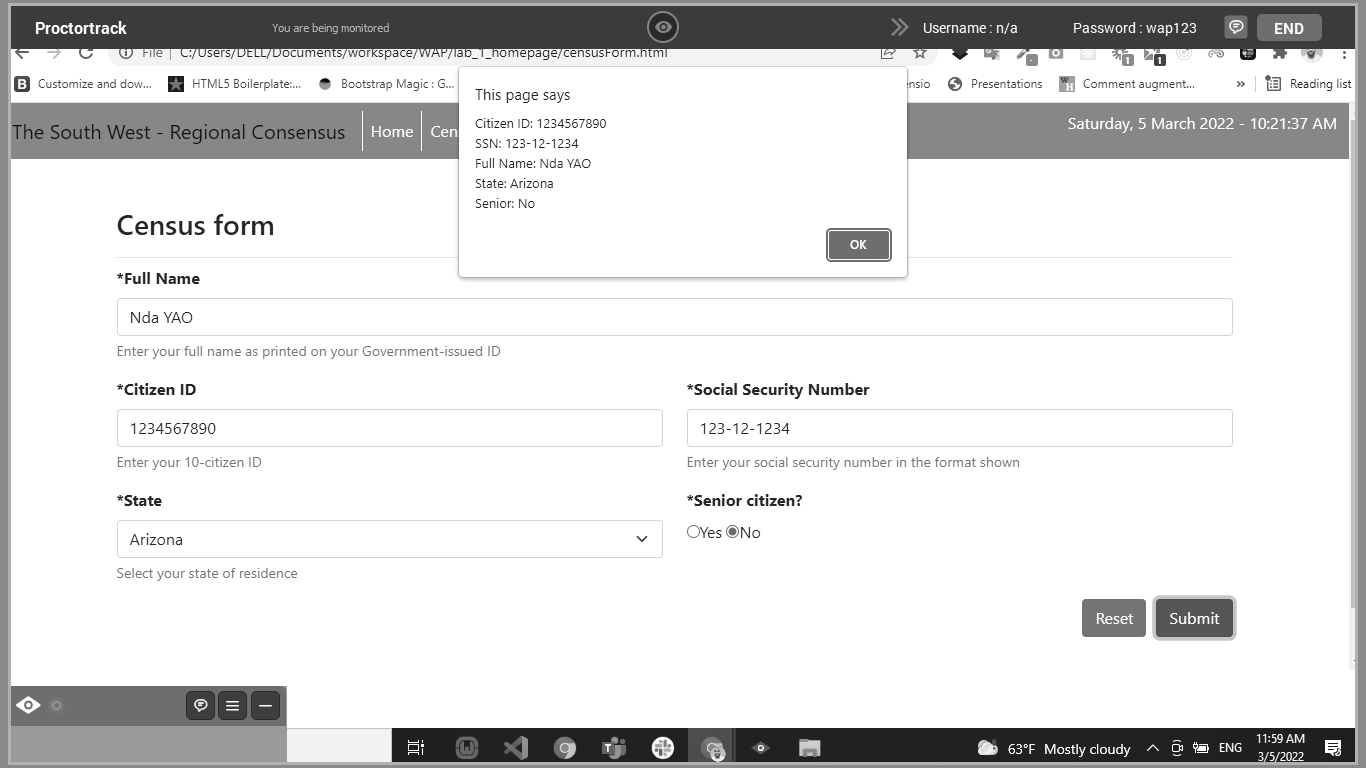 Proctortrack You are being monitored Username : n/a Password : wap123 END
File C:/Users/DELL/Documents/workspace/WAP/lab_1_homepage/censusForm.html
Customize and dow... HTML5 Boilerplate:... Bootstrap Magic : G... ensio Presentations Comment augment... » Reading list
The South West - Regional Consensus Home Cen Saturday, 5 March 2022 - 10:21:37 AM
This page says
Citizen ID: 1234567890
SSN: 123-12-1234
Full Name: Nda YAO
State: Arizona
Senior: No
OK
Census form
*Full Name
Nda YAO
Enter your full name as printed on your Government-issued ID
*Citizen ID *Social Security Number
1234567890 123-12-1234
Enter your 10-citizen ID Enter your social security number in the format shown
*State *Senior citizen?
Arizona Yes No
Select your state of residence
Reset Submit
63°F Mostly cloudy ENG 11:59 AM
3/5/2022